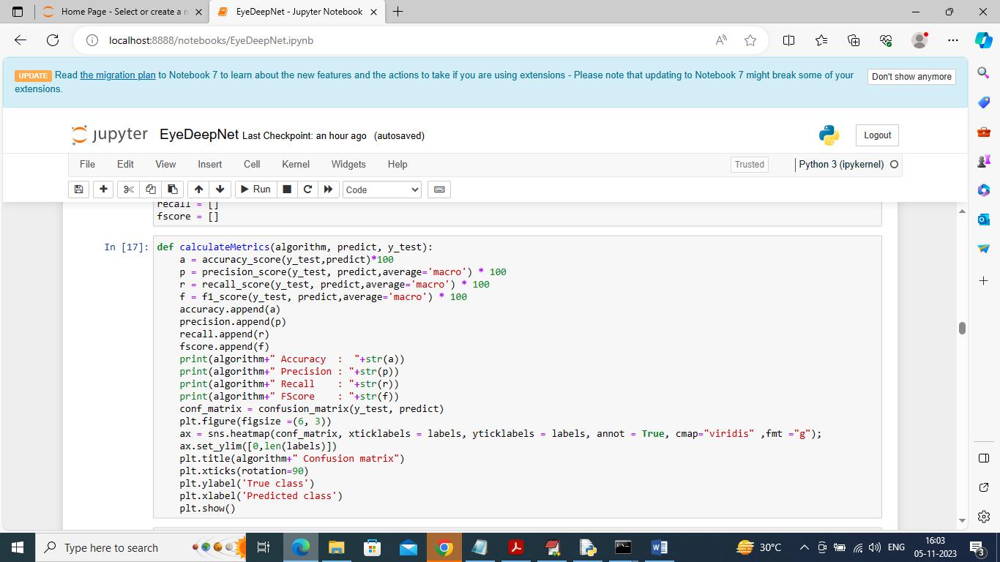 Home Page - Select or create a n
EyeDeepNet - Jupyter Notebook
localhost:8888/notebooks/EyeDeepNet.ipynb
UPDATE Read the migration plan to Notebook 7 to learn about the new features and the actions to take if you are using extensions - Please note that updating to Notebook 7 might break some of your
extensions.
Don't show anymore
jupyter EyeDeepNet Last Checkpoint: an hour ago (autosaved)
Logout
File Edit View Insert Cell Kernel Widgets Help
Trusted
Python 3 (ipykernel)
Run
Code
recall = []
fscore = []
In [17]: def calculateMetrics(algorithm, predict, y_test):
    a = accuracy_score(y_test,predict)*100
    p = precision_score(y_test, predict,average='macro') * 100
    r = recall_score(y_test, predict,average='macro') * 100
    f = f1_score(y_test, predict,average='macro') * 100
    accuracy.append(a)
    precision.append(p)
    recall.append(r)
    fscore.append(f)
    print(algorithm+" Accuracy  :  "+str(a))
    print(algorithm+" Precision : "+str(p))
    print(algorithm+" Recall    : "+str(r))
    print(algorithm+" FScore    : "+str(f))
    conf_matrix = confusion_matrix(y_test, predict)
    plt.figure(figsize =(6, 3))
    ax = sns.heatmap(conf_matrix, xticklabels = labels, yticklabels = labels, annot = True, cmap="viridis" ,fmt ="g");
    ax.set_ylim([0,len(labels)])
    plt.title(algorithm+" Confusion matrix")
    plt.xticks(rotation=90)
    plt.ylabel('True class')
    plt.xlabel('Predicted class')
    plt.show()
Type here to search
30°C
ENG
16:03
05-11-2023
3